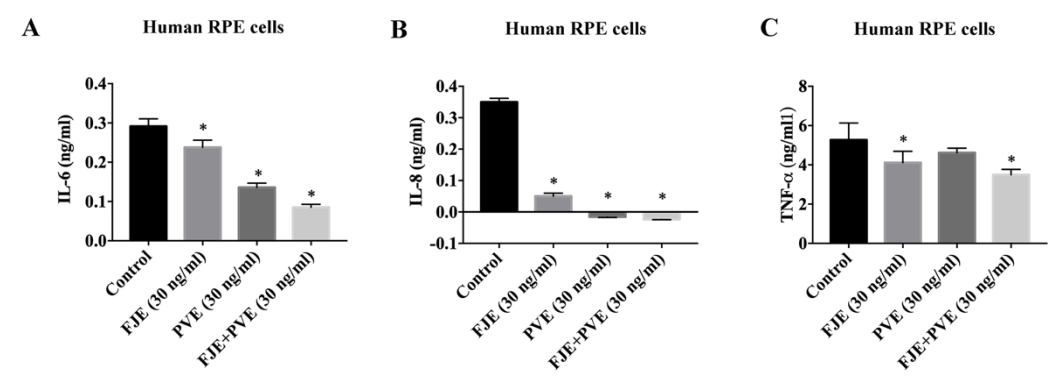 A
Human RPE cells
IL-6 (ng/ml)
0.4
0.3
0.2
0.1
0.0
*
*
*
Control
FJE (30 ng/ml)
PVE (30 ng/ml)
FJE+PVE (30 ng/ml)
B
Human RPE cells
IL-8 (ng/ml)
0.4
0.3
0.2
0.1
0.0
-0.1
*
*
*
Control
FJE (30 ng/ml)
PVE (30 ng/ml)
FJE+PVE (30 ng/ml)
C
Human RPE cells
TNF-α (ng/ml1)
8
6
4
2
0
*
*
Control
FJE (30 ng/ml)
PVE (30 ng/ml)
FJE+PVE (30 ng/ml)